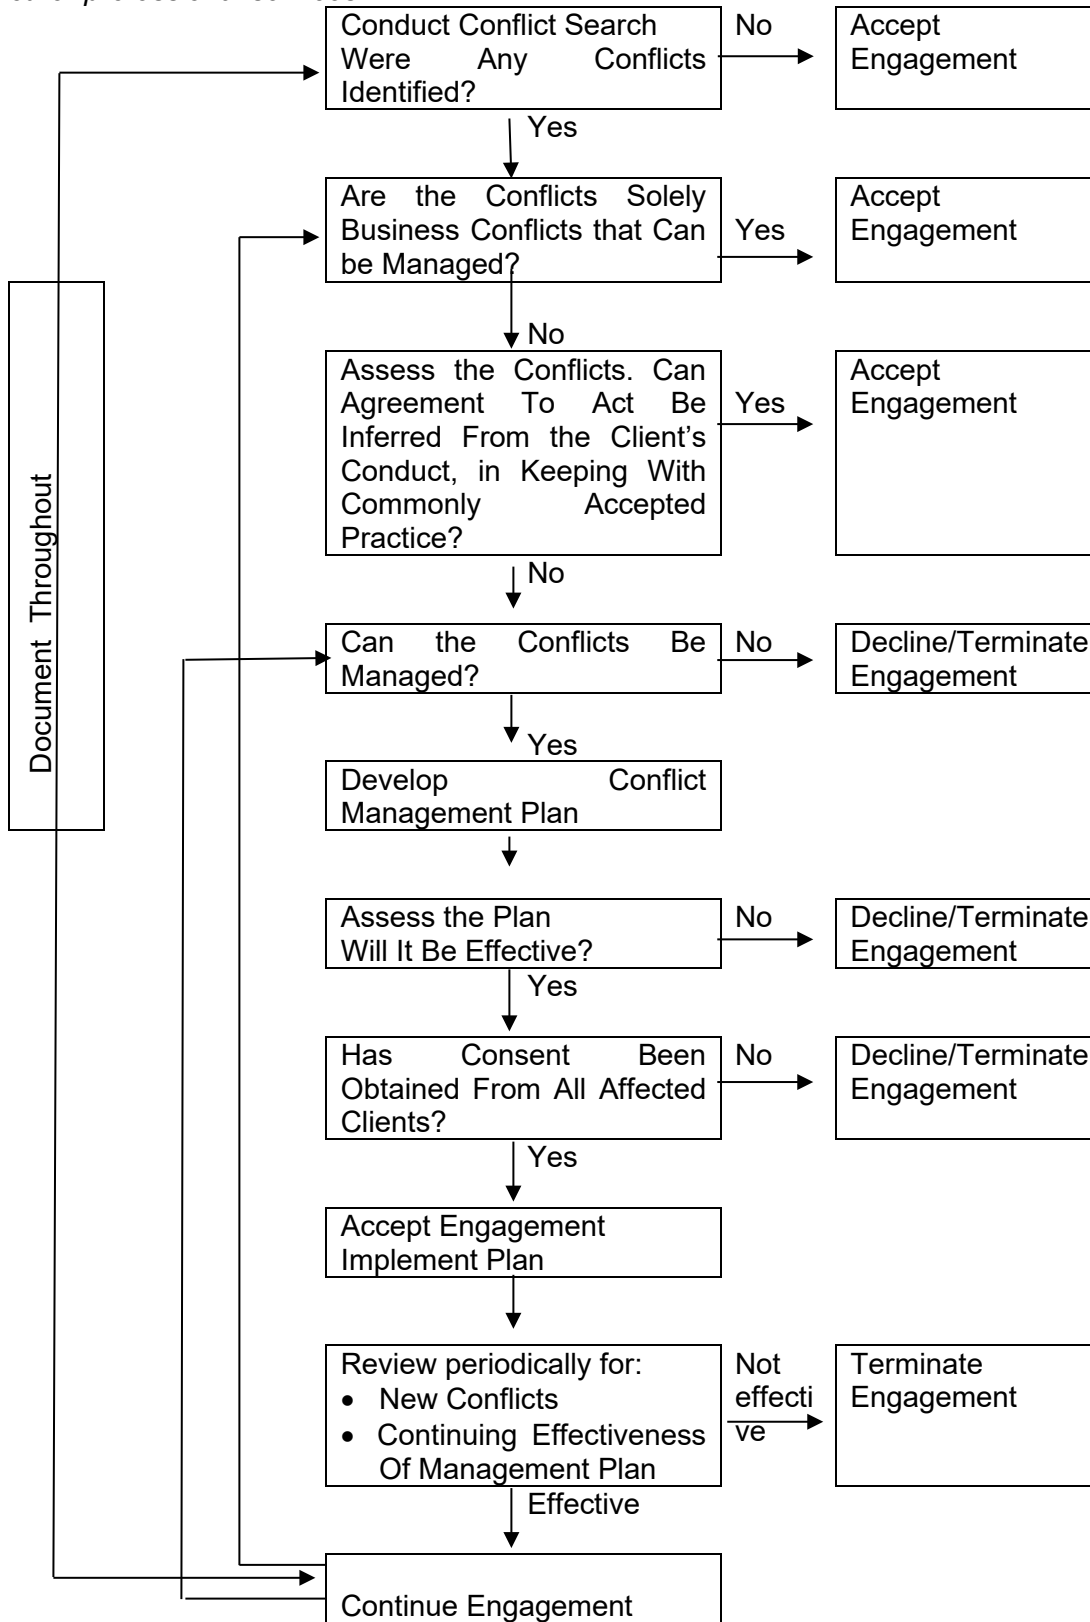 Conduct Conflict Search
Were Any Conflicts
Identified?
No
Accept
Engagement
Yes
Are the Conflicts Solely
Business Conflicts that Can
be Managed?
Yes
Accept
Engagement
No
Assess the Conflicts. Can
Agreement To Act Be
Inferred From the Client’s
Conduct, in Keeping With
Commonly Accepted
Practice?
Yes
Accept
Engagement
Document Throughout
No
Can the Conflicts Be
Managed?
No
Decline/Terminate
Engagement
Yes
Develop Conflict
Management Plan
Assess the Plan
Will It Be Effective?
No
Decline/Terminate
Engagement
Yes
Has Consent Been
Obtained From All Affected
Clients?
No
Decline/Terminate
Engagement
Yes
Accept Engagement
Implement Plan
Review periodically for:
• New Conflicts
• Continuing Effectiveness
Of Management Plan
Not
effecti
ve
Terminate
Engagement
Effective
Continue Engagement